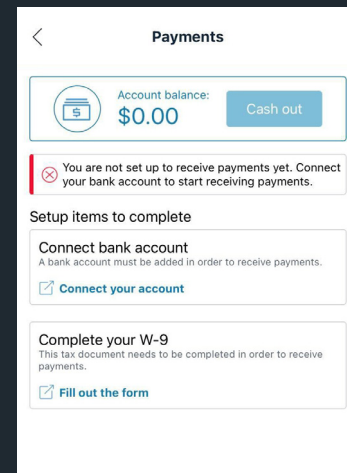 Payments
Account balance:
$0.00
Cash out
You are not set up to receive payments yet. Connect
your bank account to start receiving payments.
Setup items to complete
Connect bank account
A bank account must be added in order to receive payments.
Connect your account
Complete your W-9
This tax document needs to be completed in order to receive
payments.
Fill out the form